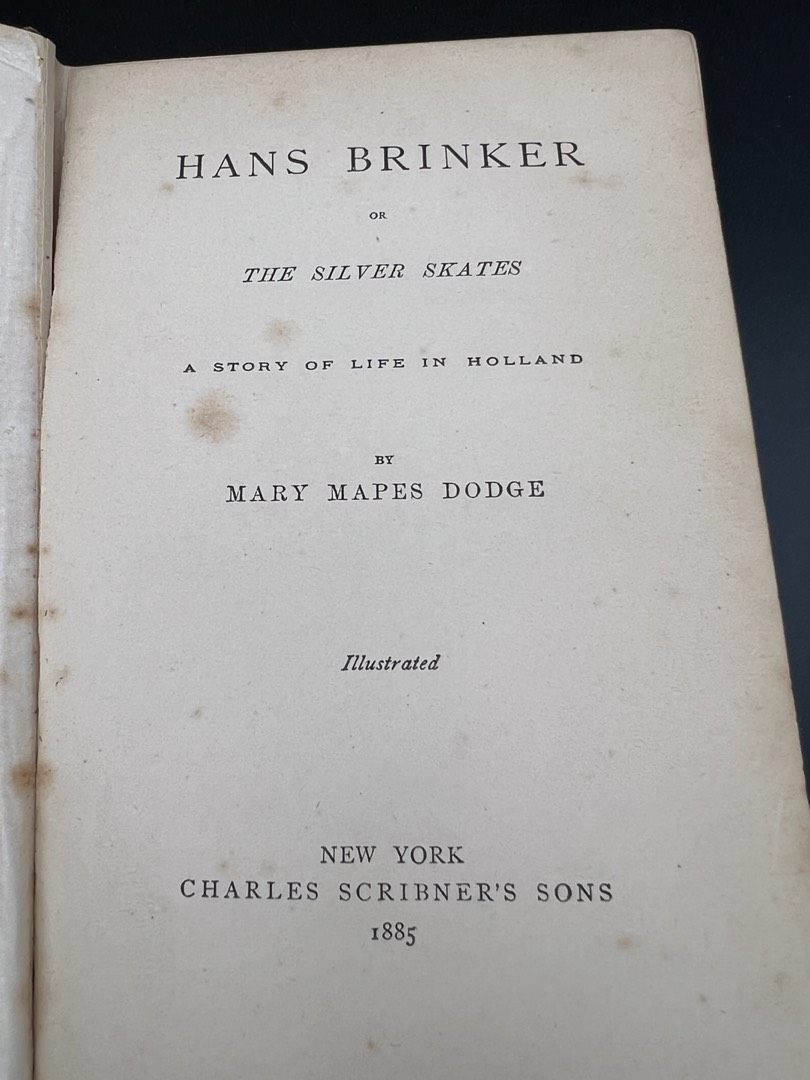 HANS BRINKER
OR
THE SILVER SKATES
A STORY OF LIFE IN HOLLAND
BY
MARY MAPES DODGE
Illustrated
NEW YORK
CHARLES SCRIBNER'S SONS
1885